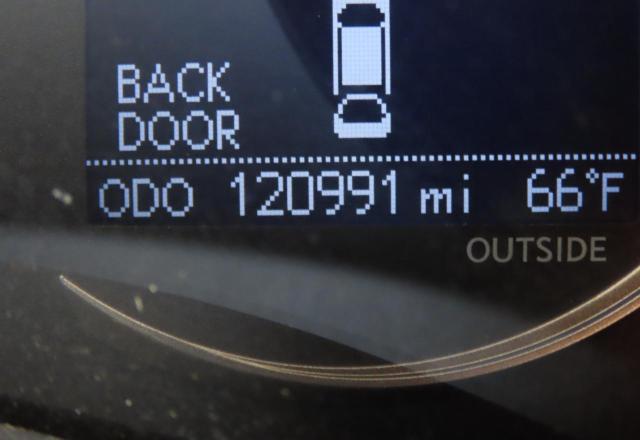 BACK
DOOR
ODO 120991 mi 66°F
OUTSIDE